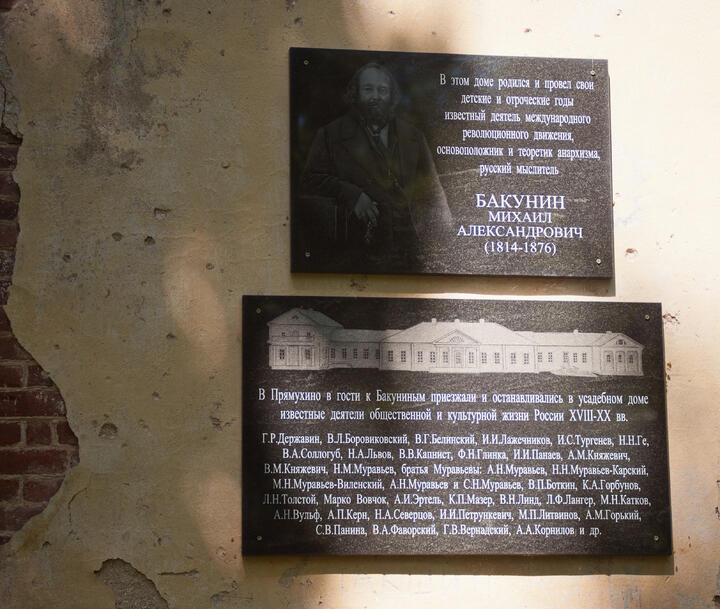 В этом доме родился и провел свои
детские и отроческие годы
известный деятель международного
революционного движения,
основоположник и теоретик анархизма,
русский мыслитель
БАКУНИН
МИХАИЛ
АЛЕКСАНДРОВИЧ
(1814-1876)
В Прямухино в гости к Бакуниным приезжали и останавливались в усадебном доме
известные деятели общественной и культурной жизни России XVIII-XX вв.
Г.Р.Державин, В.Л.Боровиковский, В.Г.Белинский, И.И.Лажечников, И.С.Тургенев, Н.Н.Ге,
В.А.Соллогуб, Н.А.Львов, В.В.Капнист, Ф.Н.Глинка, И.И.Панаев, А.М.Княжевич,
В.М.Княжевич, Н.М.Муравьев, братья Муравьевы: А.Н.Муравьев, Н.Н.Муравьев-Карский,
М.Н.Муравьев-Виленский, А.Н.Муравьев и С.Н.Муравьев, В.П.Боткин, К.А.Горбунов,
Л.Н.Толстой, Марко Вовчок, А.И.Эртель, К.П.Мазер, В.Н.Линд, Л.Ф.Лангер, М.Н.Катков,
А.Н.Вульф, А.П.Керн, Н.А.Северцов, И.И.Петрункевич, М.П.Литвинов, А.М.Горький,
С.В.Панина, В.А.Фаворский, Г.В.Вернадский, А.А.Корнилов и др.